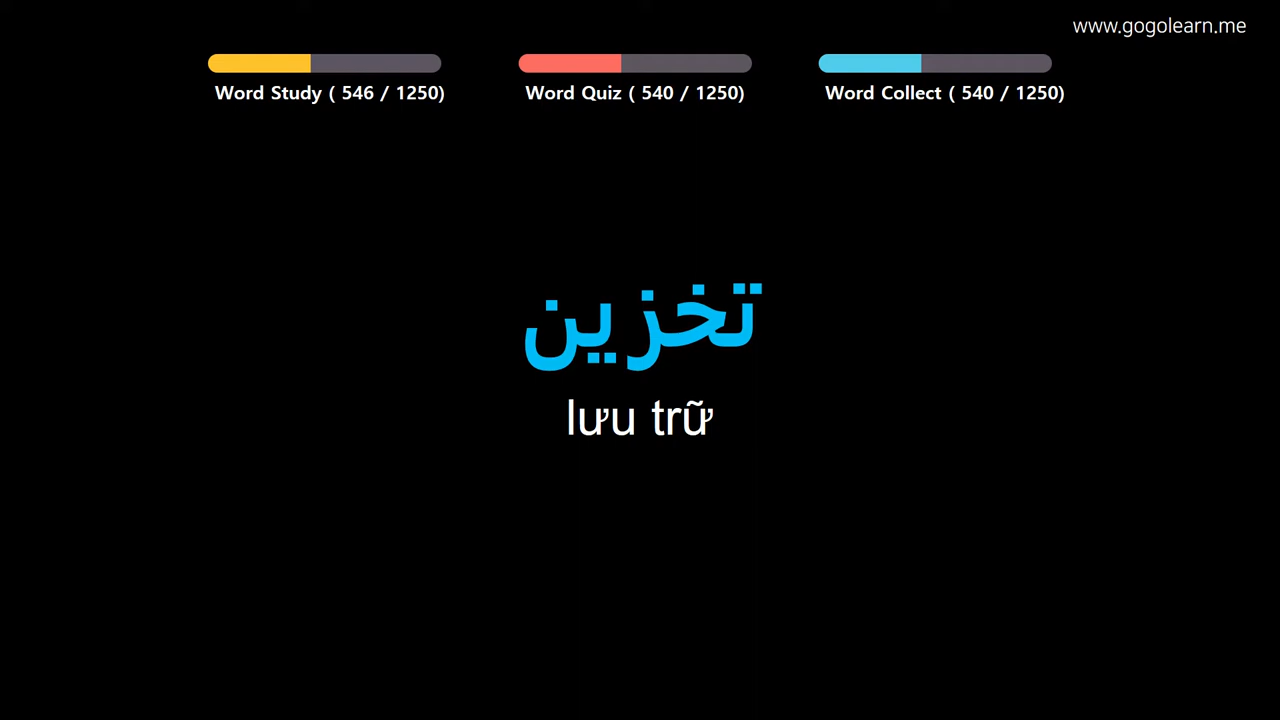 www.gogolearn.me
Word Study ( 546 / 1250)
Word Quiz ( 540 / 1250)
Word Collect ( 540 / 1250)
تخزين
lưu trữ